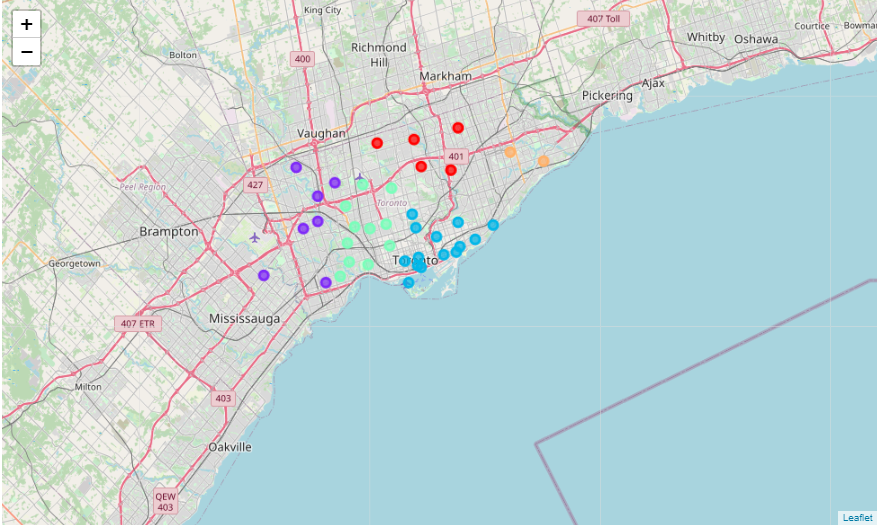 +
King City
407 Toll
Courtice
Bowman
Richmond
Hill
Whitby
Oshawa
−
Bolton
400
Markham
Ajax
Pickering
Vaughan
401
427
Peel Region
Toronto
Brampton
Toronto
Georgetown
Mississauga
407 ETR
Milton
403
Oakville
QEW
403
Leaflet